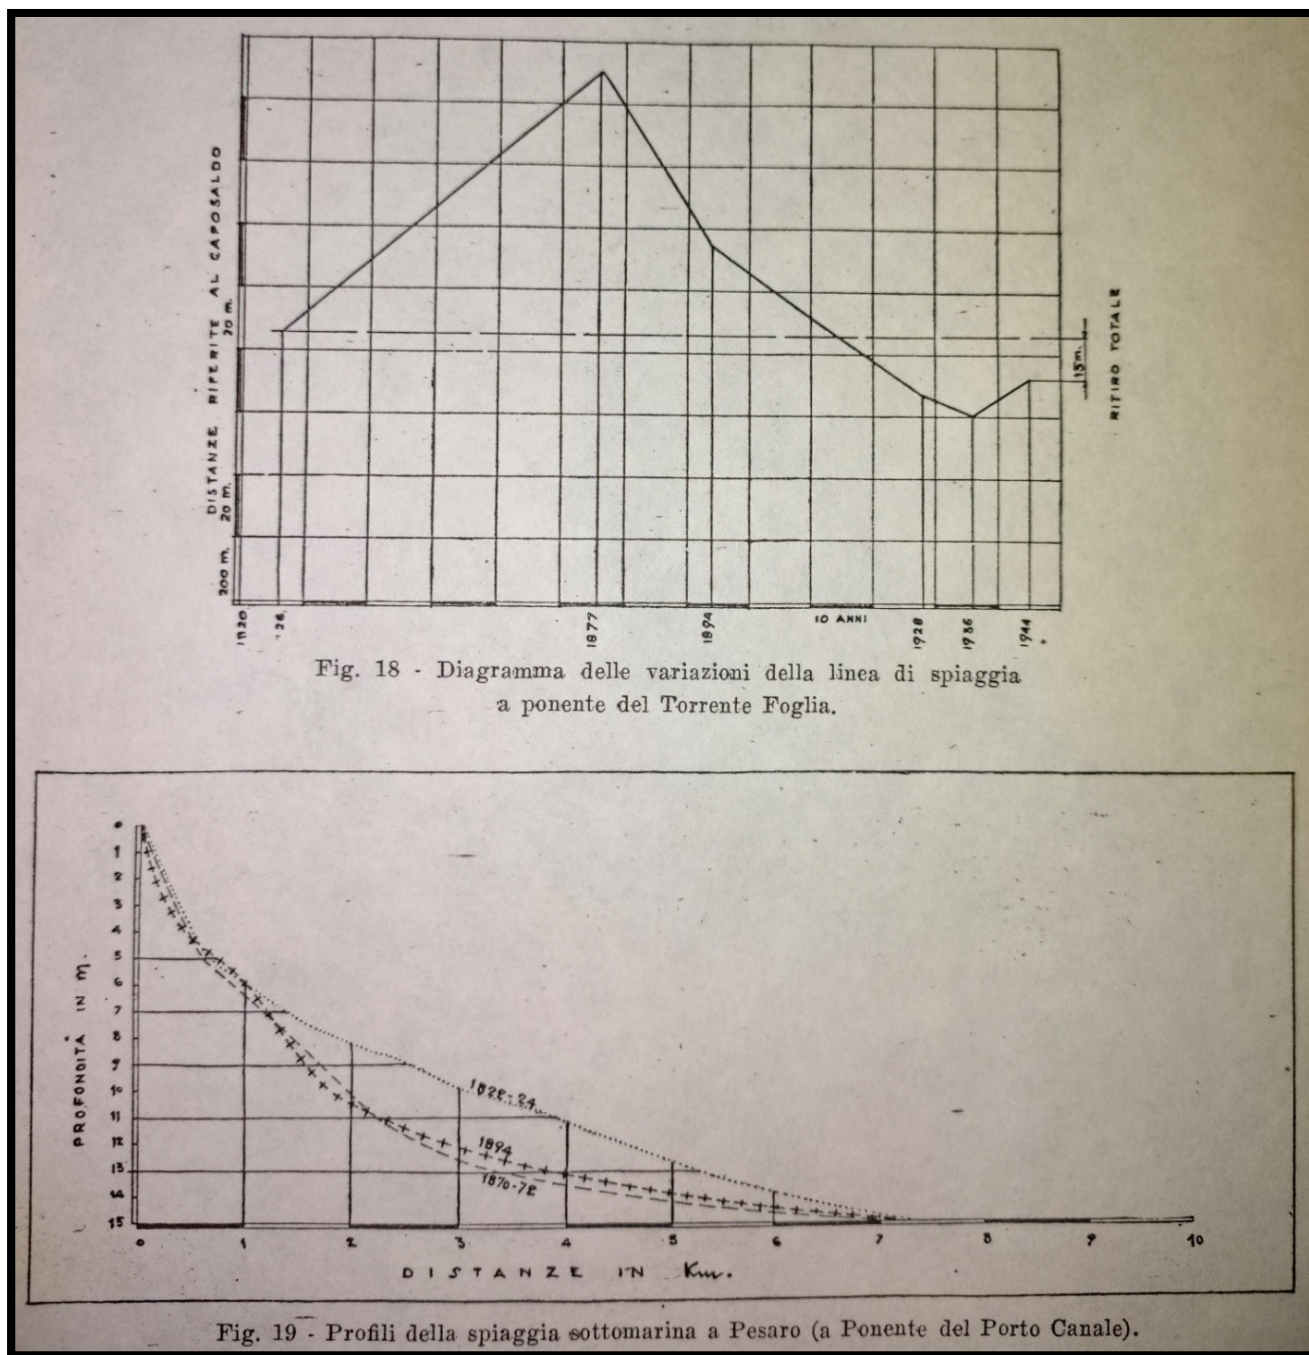 DISTANZE RIFERITE AL CAPOSALDO
20 m.
20 m.
200 m.
RITIRO TOTALE
15 m.
1820
'26
1877
1894
10 ANNI
1928
1936
1944
Fig. 18 - Diagramma delle variazioni della linea di spiaggia
a ponente del Torrente Foglia.
PROFONDITÀ IN m.
0
1
2
3
4
5
6
7
8
9
10
11
12
13
14
15
1822-24
1894
1870-72
0 1 2 3 4 5 6 7 8 9 10
DISTANZE IN Km.
Fig. 19 - Profili della spiaggia sottomarina a Pesaro (a Ponente del Porto Canale).